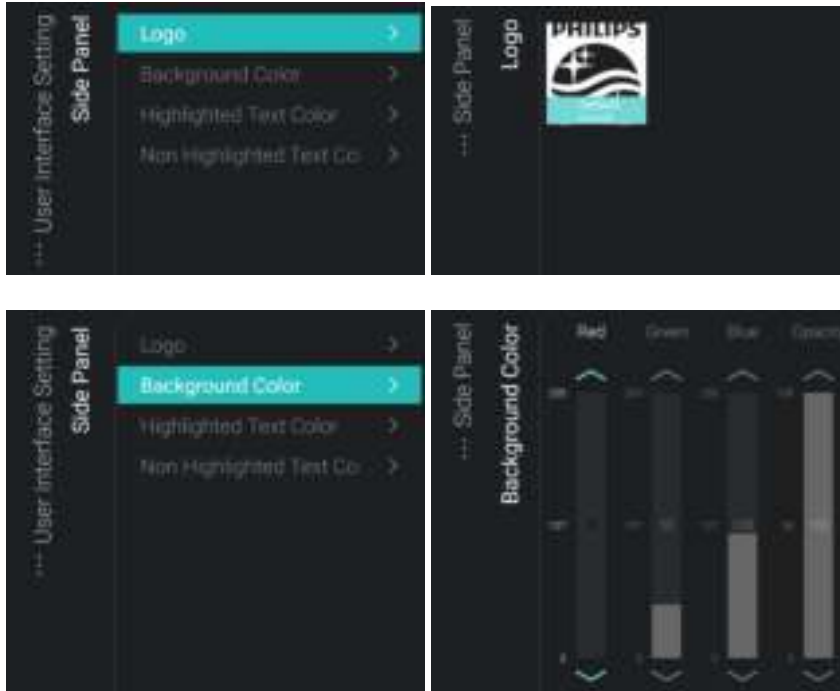 --- User Interface Setting
Side Panel
Logo
Background Color
Highlighted Text Color
Non Highlighted Text Co
--- Side Panel
Logo
PHILIPS
--- User Interface Setting
Side Panel
Logo
Background Color
Highlighted Text Color
Non Highlighted Text Co
--- Side Panel
Background Color
Red Green Blue Opacity